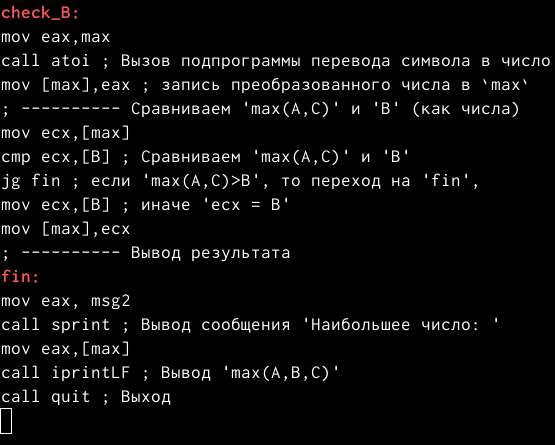 check_B:
mov eax,max
call atoi ; Вызов подпрограммы перевода символа в число
mov [max],eax ; запись преобразованного числа в `max`
; ---------- Сравниваем 'max(A,C)' и 'B' (как числа)
mov ecx,[max]
cmp ecx,[B] ; Сравниваем 'max(A,C)' и 'B'
jg fin ; если 'max(A,C)>B', то переход на 'fin',
mov ecx,[B] ; иначе 'ecx = B'
mov [max],ecx
; ---------- Вывод результата
fin:
mov eax, msg2
call sprint ; Вывод сообщения 'Наибольшее число: '
mov eax,[max]
call iprintLF ; Вывод 'max(A,B,C)'
call quit ; Выход